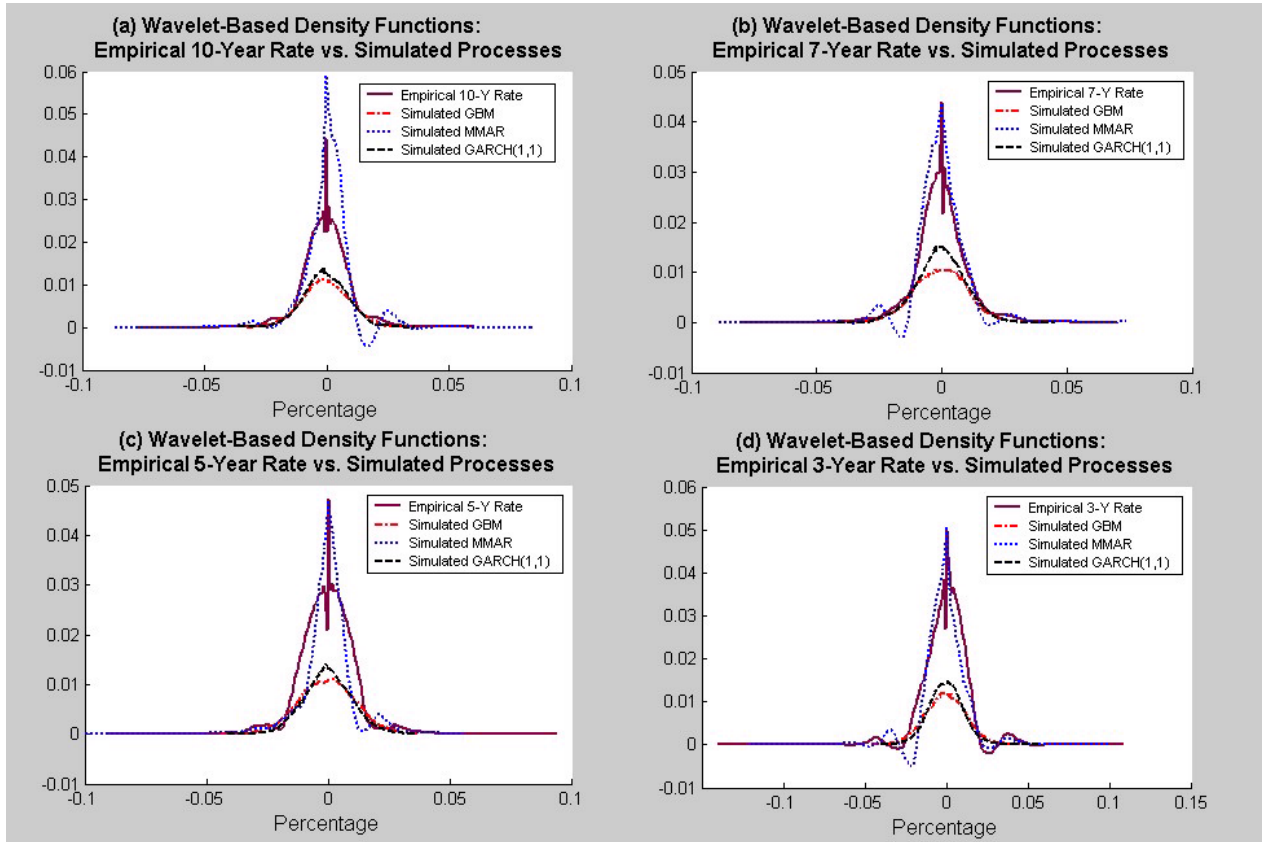 (a) Wavelet-Based Density Functions:
Empirical 10-Year Rate vs. Simulated Processes
0.06
0.05
0.04
0.03
0.02
0.01
0
-0.01
-0.1
-0.05
0
0.05
0.1
Percentage
Empirical 10-Y Rate
Simulated GBM
Simulated MMAR
Simulated GARCH(1,1)
(b) Wavelet-Based Density Functions:
Empirical 7-Year Rate vs. Simulated Processes
0.05
0.04
0.03
0.02
0.01
0
-0.01
-0.1
-0.05
0
0.05
0.1
Percentage
Empirical 7-Y Rate
Simulated GBM
Simulated MMAR
Simulated GARCH(1,1)
(c) Wavelet-Based Density Functions:
Empirical 5-Year Rate vs. Simulated Processes
0.05
0.04
0.03
0.02
0.01
0
-0.01
-0.1
-0.05
0
0.05
0.1
Percentage
Empirical 5-Y Rate
Simulated GBM
Simulated MMAR
Simulated GARCH(1,1)
(d) Wavelet-Based Density Functions:
Empirical 3-Year Rate vs. Simulated Processes
0.06
0.05
0.04
0.03
0.02
0.01
0
-0.01
-0.1
-0.05
0
0.05
0.1
0.15
Percentage
Empirical 3-Y Rate
Simulated GBM
Simulated MMAR
Simulated GARCH(1,1)